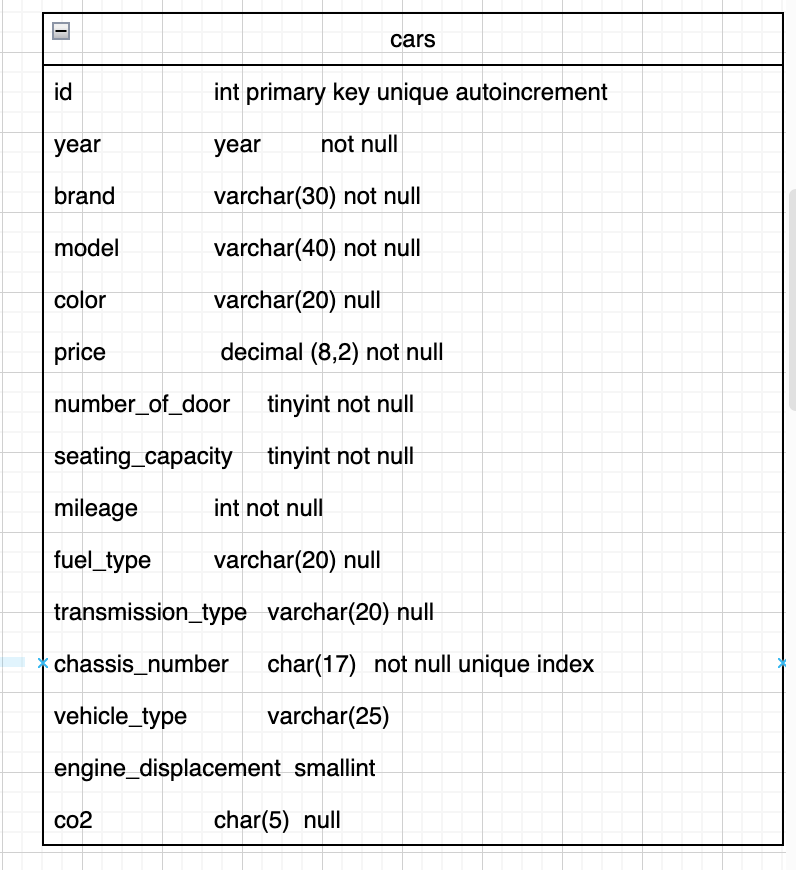 cars
id int primary key unique autoincrement
year year not null
brand varchar(30) not null
model varchar(40) not null
color varchar(20) null
price decimal (8,2) not null
number_of_door tinyint not null
seating_capacity tinyint not null
mileage int not null
fuel_type varchar(20) null
transmission_type varchar(20) null
chassis_number char(17) not null unique index
vehicle_type varchar(25)
engine_displacement smallint
co2 char(5) null